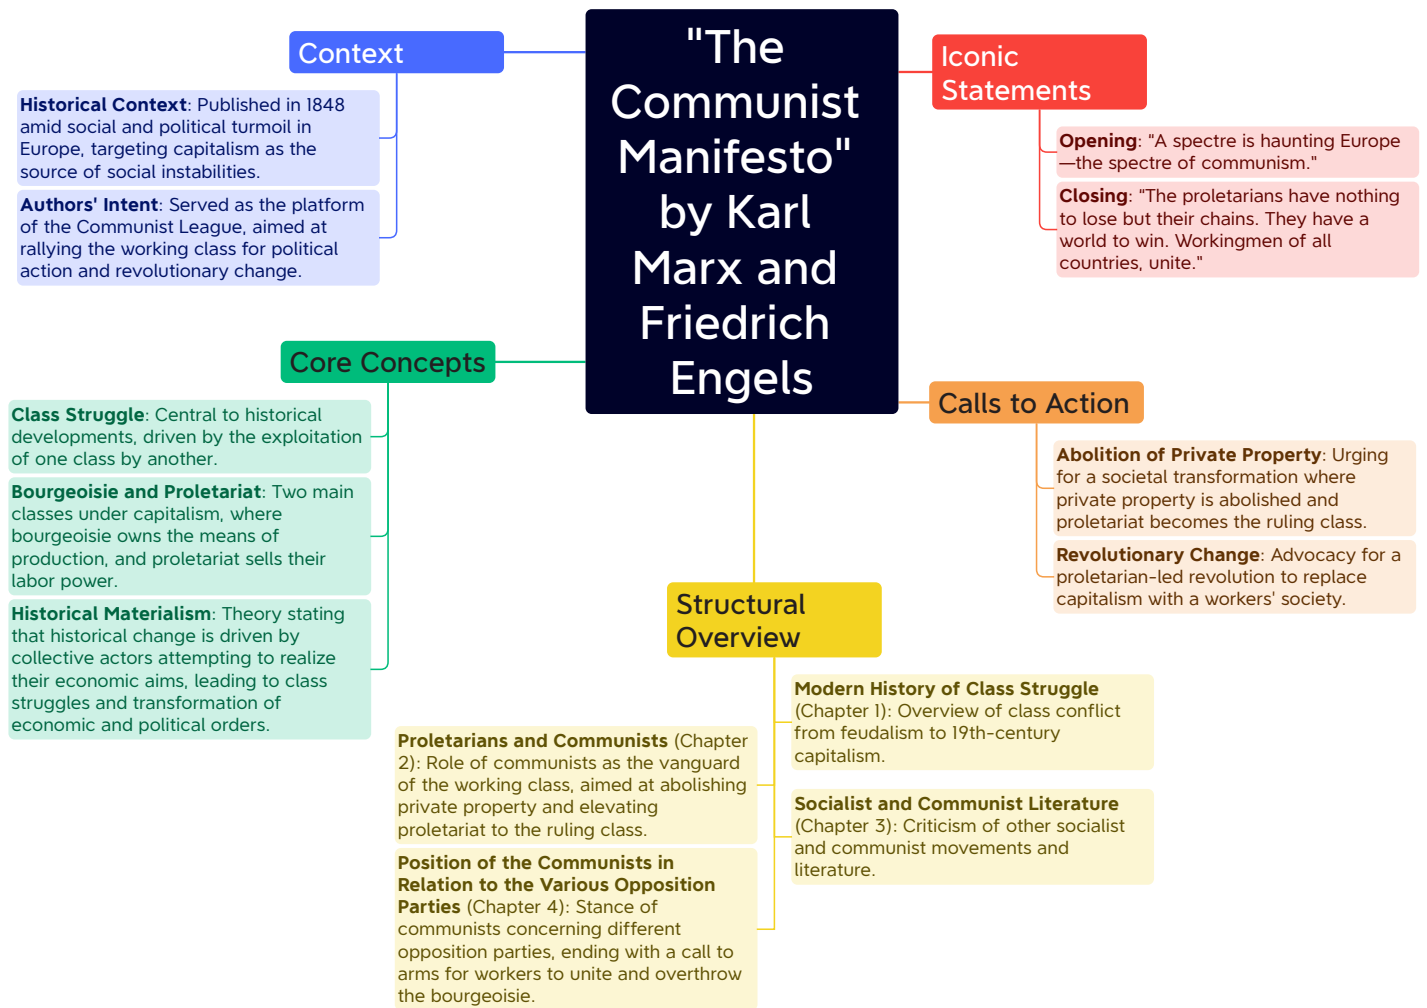 "The
Communist
Manifesto"
by Karl
Marx and
Friedrich
Engels
Context
Historical Context: Published in 1848
amid social and political turmoil in
Europe, targeting capitalism as the
source of social instabilities.
Authors' Intent: Served as the platform
of the Communist League, aimed at
rallying the working class for political
action and revolutionary change.
Core Concepts
Class Struggle: Central to historical
developments, driven by the exploitation
of one class by another.
Bourgeoisie and Proletariat: Two main
classes under capitalism, where
bourgeoisie owns the means of
production, and proletariat sells their
labor power.
Historical Materialism: Theory stating
that historical change is driven by
collective actors attempting to realize
their economic aims, leading to class
struggles and transformation of
economic and political orders.
Iconic
Statements
Opening: "A spectre is haunting Europe
—the spectre of communism."
Closing: "The proletarians have nothing
to lose but their chains. They have a
world to win. Workingmen of all
countries, unite."
Calls to Action
Abolition of Private Property: Urging
for a societal transformation where
private property is abolished and
proletariat becomes the ruling class.
Revolutionary Change: Advocacy for a
proletarian-led revolution to replace
capitalism with a workers' society.
Structural
Overview
Modern History of Class Struggle
(Chapter 1): Overview of class conflict
from feudalism to 19th-century
capitalism.
Proletarians and Communists (Chapter
2): Role of communists as the vanguard
of the working class, aimed at abolishing
private property and elevating
proletariat to the ruling class.
Socialist and Communist Literature
(Chapter 3): Criticism of other socialist
and communist movements and
literature.
Position of the Communists in
Relation to the Various Opposition
Parties (Chapter 4): Stance of
communists concerning different
opposition parties, ending with a call to
arms for workers to unite and overthrow
the bourgeoisie.